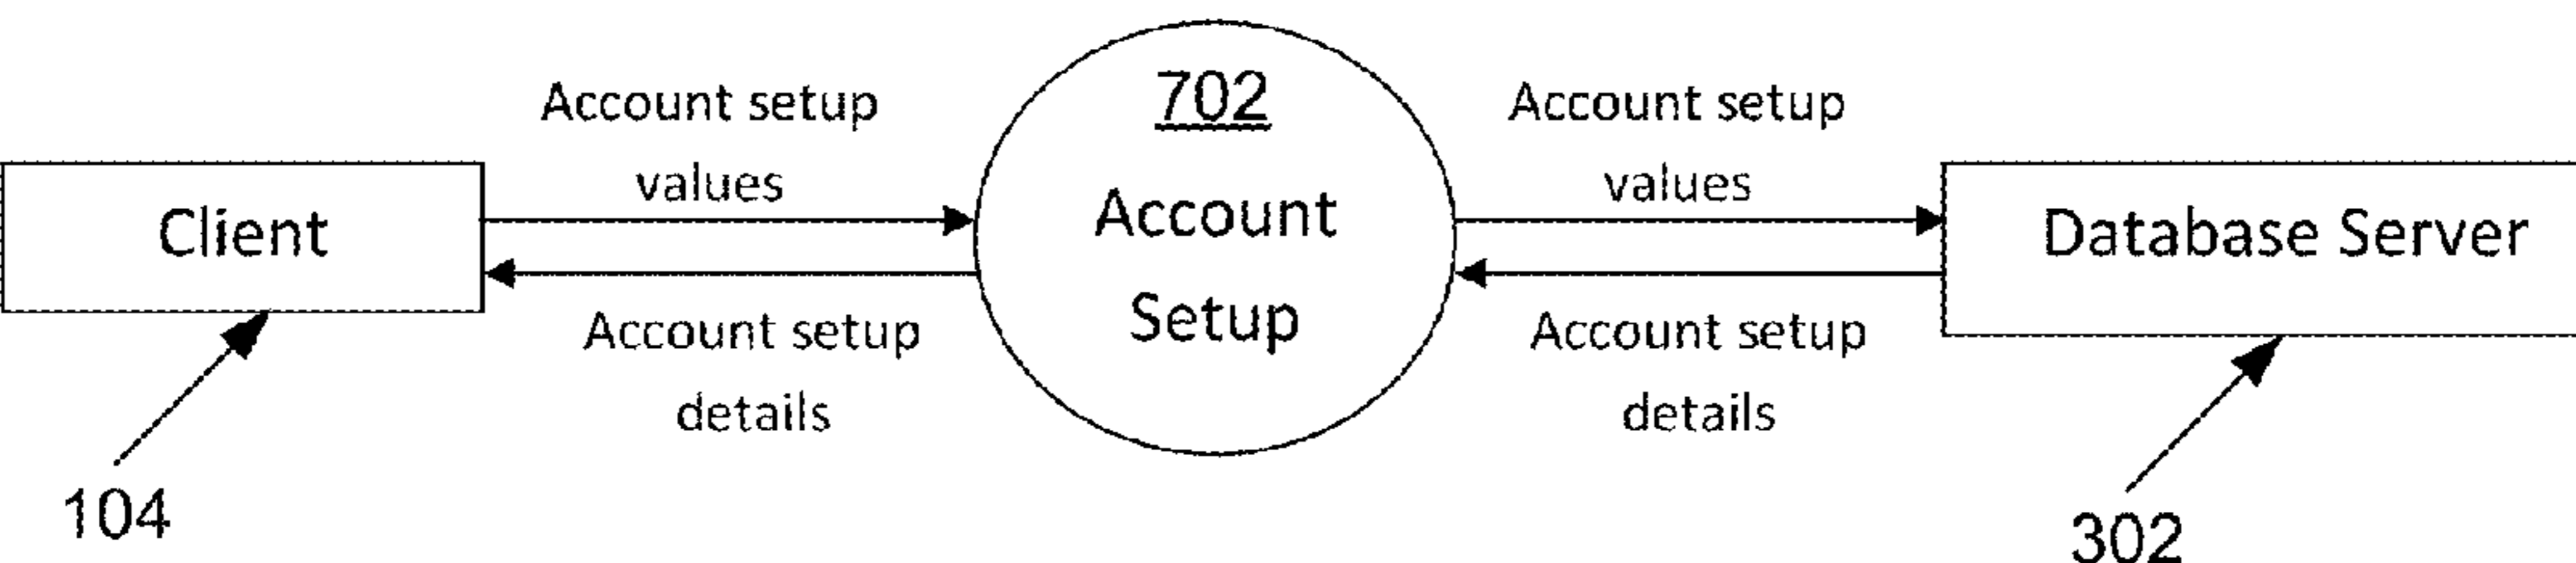 Client
104
Account setup
values
Account setup
details
702
Account
Setup
Account setup
values
Account setup
details
Database Server
302